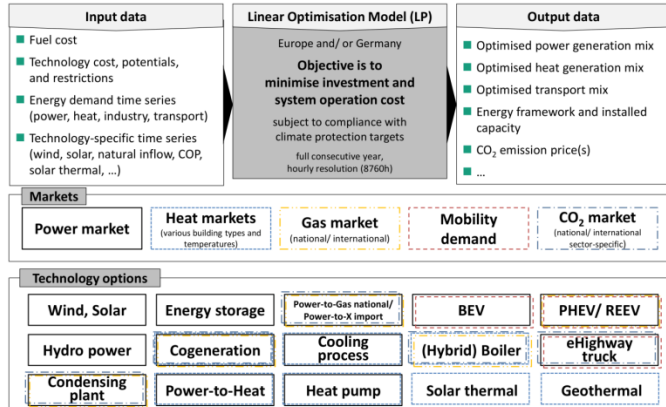 Input data
Fuel cost
Technology cost, potentials,
and restrictions
Energy demand time series
(power, heat, industry, transport)
Technology-specific time series
(wind, solar, natural inflow, COP,
solar thermal, ...)
Linear Optimisation Model (LP)
Europe and/ or Germany
Objective is to
minimise investment and
system operation cost
subject to compliance with
climate protection targets
full consecutive year,
hourly resolution (8760h)
Output data
Optimised power generation mix
Optimised heat generation mix
Optimised transport mix
Energy framework and installed
capacity
CO2 emission price(s)
...
Markets
Power market
Heat markets
(various building types and
temperatures)
Gas market
(national/ international)
Mobility
demand
CO2 market
(national/ international
sector-specific)
Technology options
Wind, Solar
Energy storage
Power-to-Gas national/
Power-to-X import
BEV
PHEV/ REEV
Hydro power
Cogeneration
Cooling
process
(Hybrid) Boiler
eHighway
truck
Condensing
plant
Power-to-Heat
Heat pump
Solar thermal
Geothermal